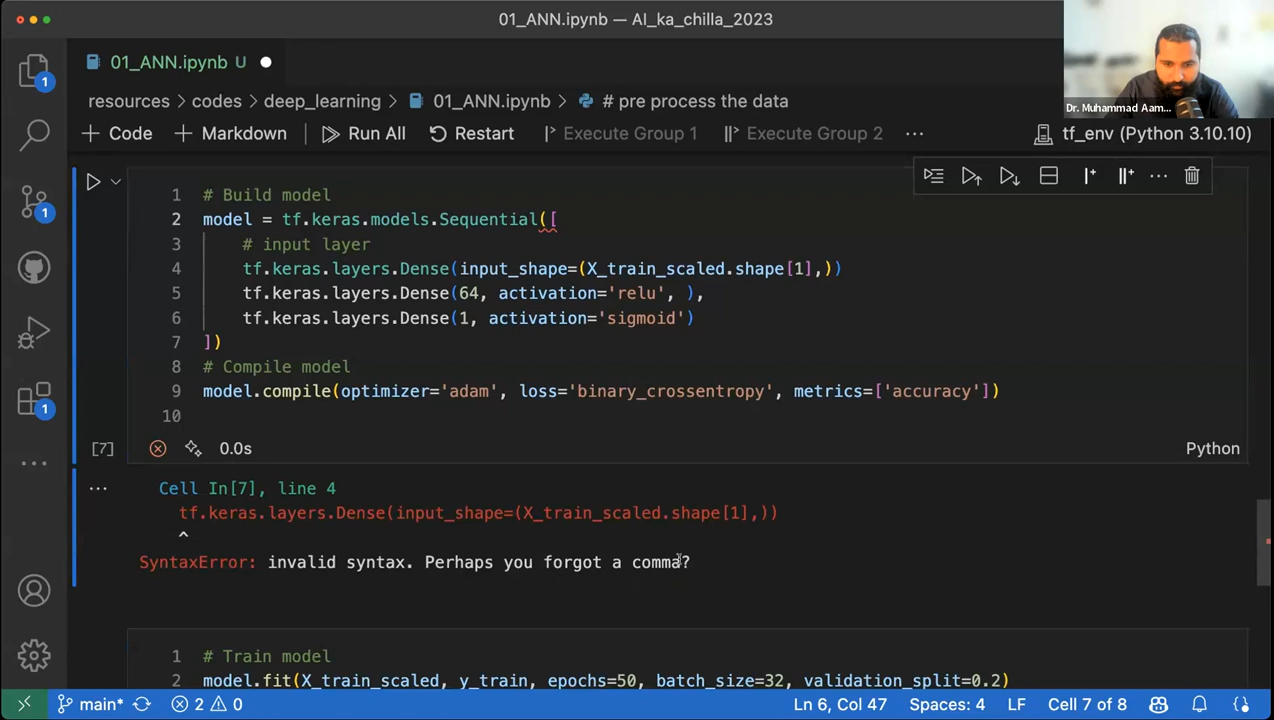 01_ANN.ipynb — AI_ka_chilla_2023
01_ANN.ipynb U
resources > codes > deep_learning > 01_ANN.ipynb > # pre process the data
Dr. Muhammad Aam...
+ Code + Markdown Run All Restart Execute Group 1 Execute Group 2 ... tf_env (Python 3.10.10)
1 # Build model
2 model = tf.keras.models.Sequential([
3     # input layer
4     tf.keras.layers.Dense(input_shape=(X_train_scaled.shape[1],))
5     tf.keras.layers.Dense(64, activation='relu', ),
6     tf.keras.layers.Dense(1, activation='sigmoid')
7 ])
8 # Compile model
9 model.compile(optimizer='adam', loss='binary_crossentropy', metrics=['accuracy'])
10
[7] 0.0s Python
Cell In[7], line 4
tf.keras.layers.Dense(input_shape=(X_train_scaled.shape[1],))
^
SyntaxError: invalid syntax. Perhaps you forgot a comma?
1 # Train model
2 model.fit(X_train_scaled, y_train, epochs=50, batch_size=32, validation_split=0.2)
1
1
1
main* 2 0 Ln 6, Col 47 Spaces: 4 LF Cell 7 of 8